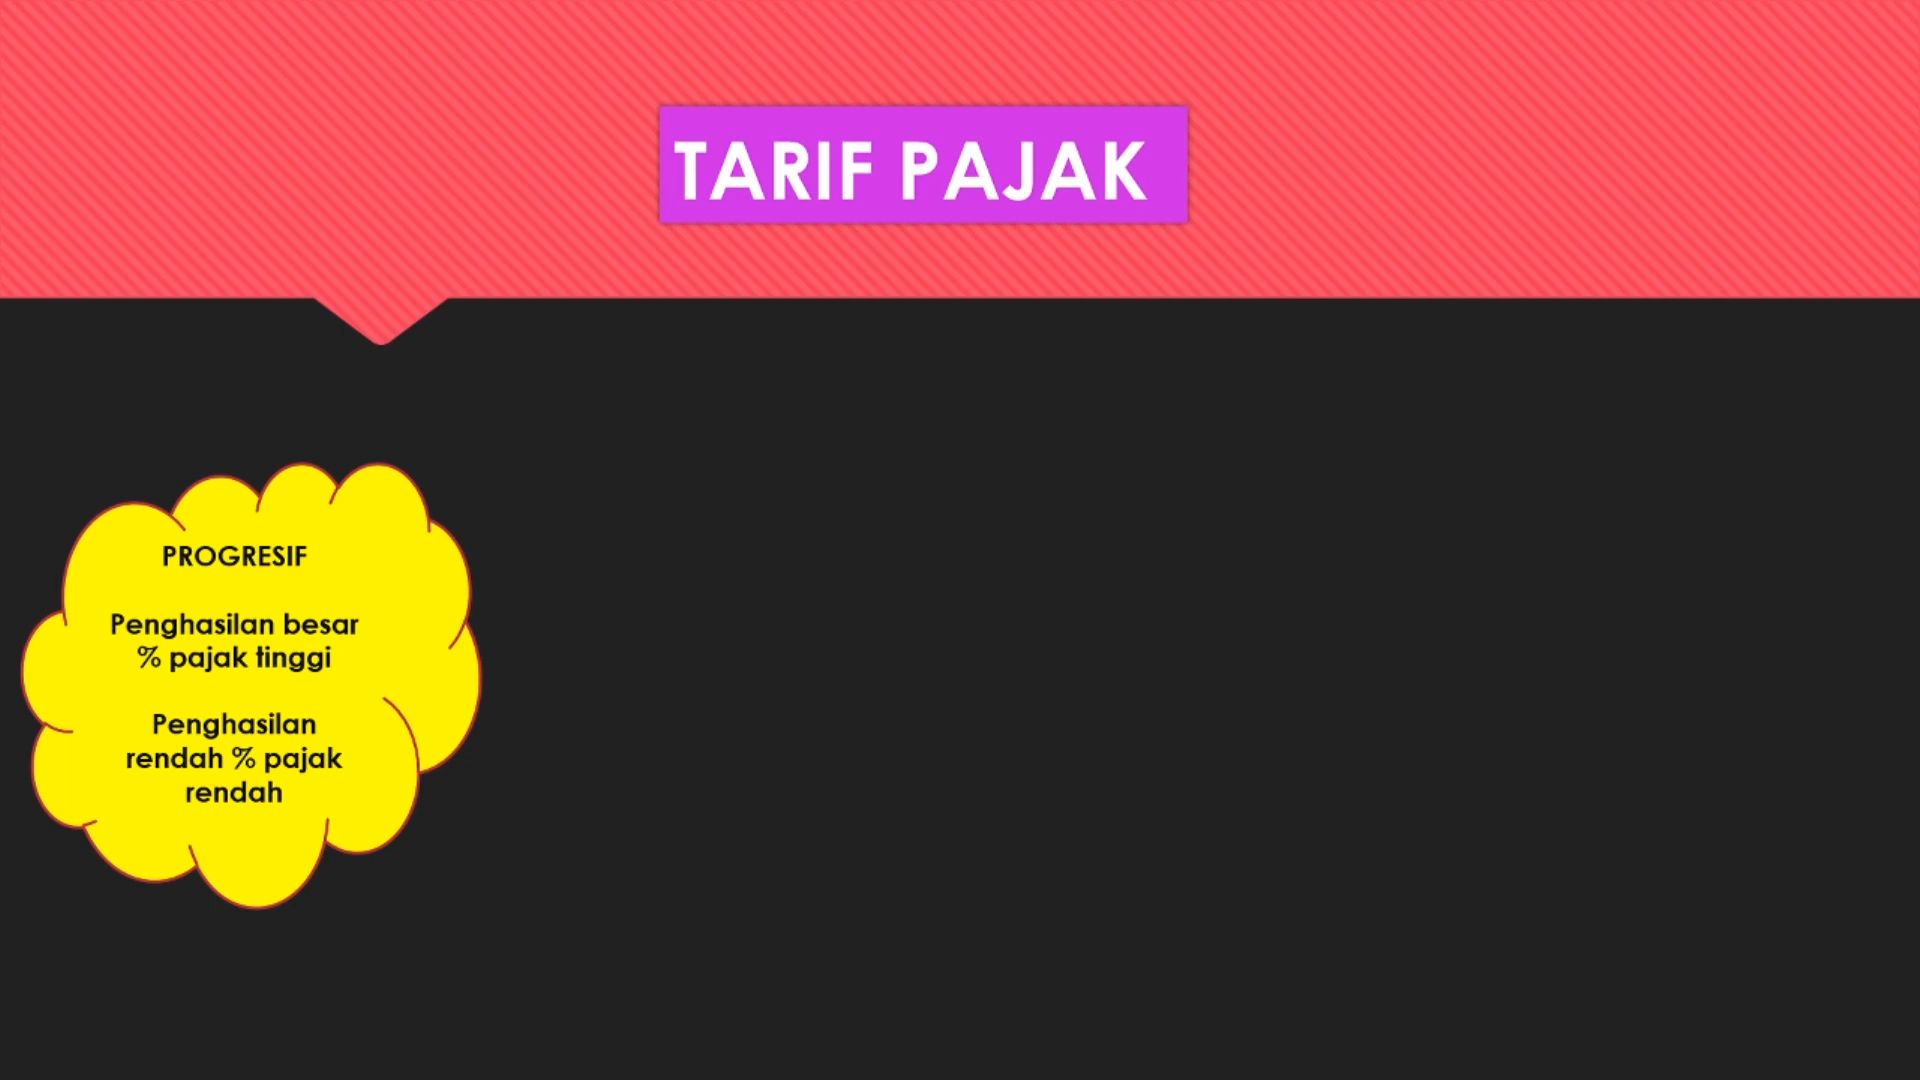 TARIF PAJAK
PROGRESIF
Penghasilan besar
% pajak tinggi
Penghasilan
rendah % pajak
rendah